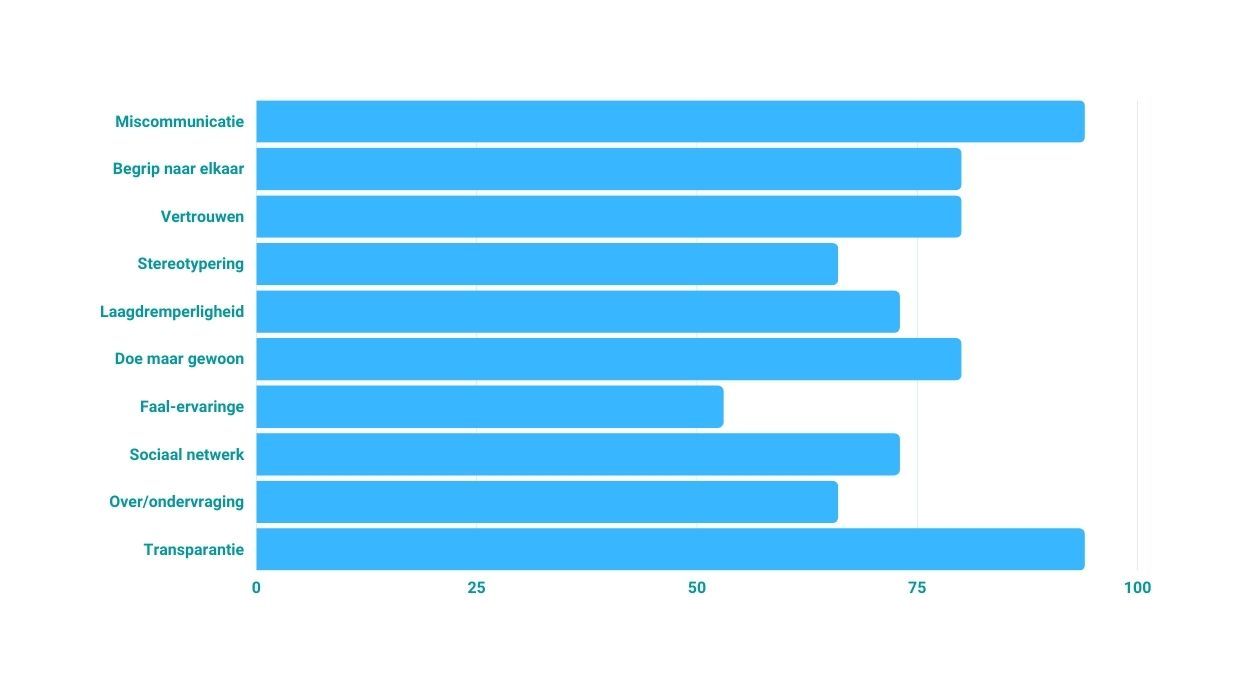 Miscommunicatie
Begrip naar elkaar
Vertrouwen
Stereotypering
Laagdremperligheid
Doe maar gewoon
Faal-ervaringe
Sociaal netwerk
Over/ondervraging
Transparantie
0 25 50 75 100